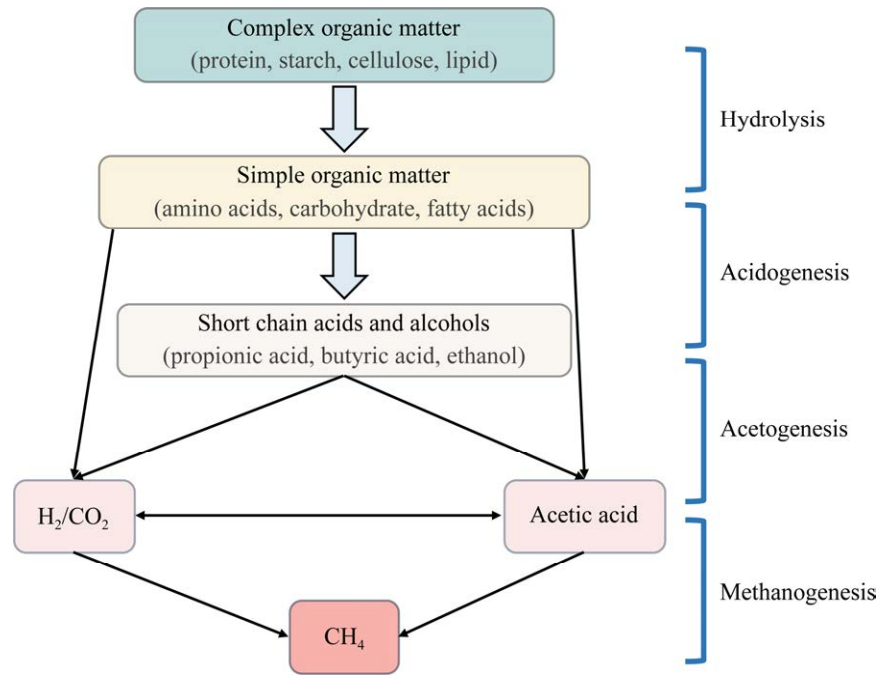 Complex organic matter
(protein, starch, cellulose, lipid)
Hydrolysis
Simple organic matter
(amino acids, carbohydrate, fatty acids)
Acidogenesis
Short chain acids and alcohols
(propionic acid, butyric acid, ethanol)
Acetogenesis
H₂/CO₂
Acetic acid
Methanogenesis
CH₄